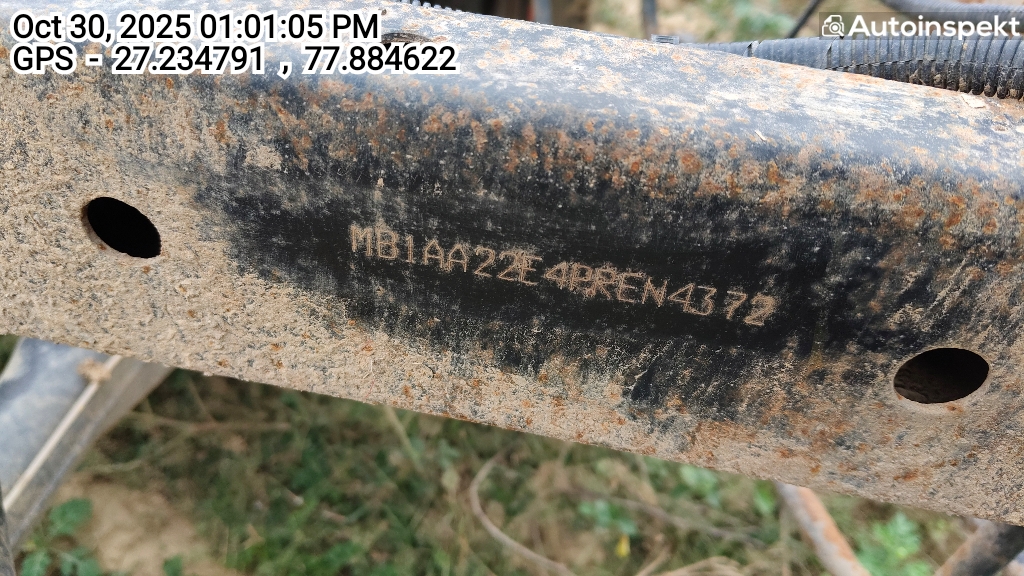 Oct 30, 2025 01:01:05 PM
GPS - 27.234791 , 77.884622
Autoinspekt
MB1AA22E4PREN4372